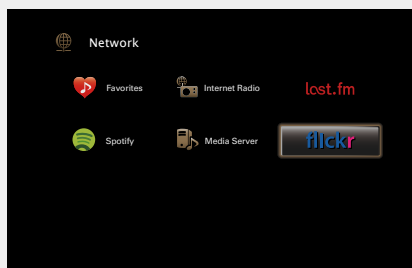 Network
Favorites
Internet Radio
last.fm
Spotify
Media Server
flickr